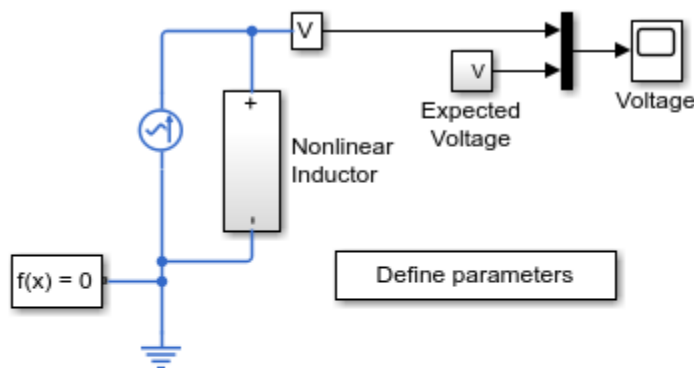 V
V
Expected
Voltage
Voltage
+
Nonlinear
Inductor
-
f(x) = 0
Define parameters